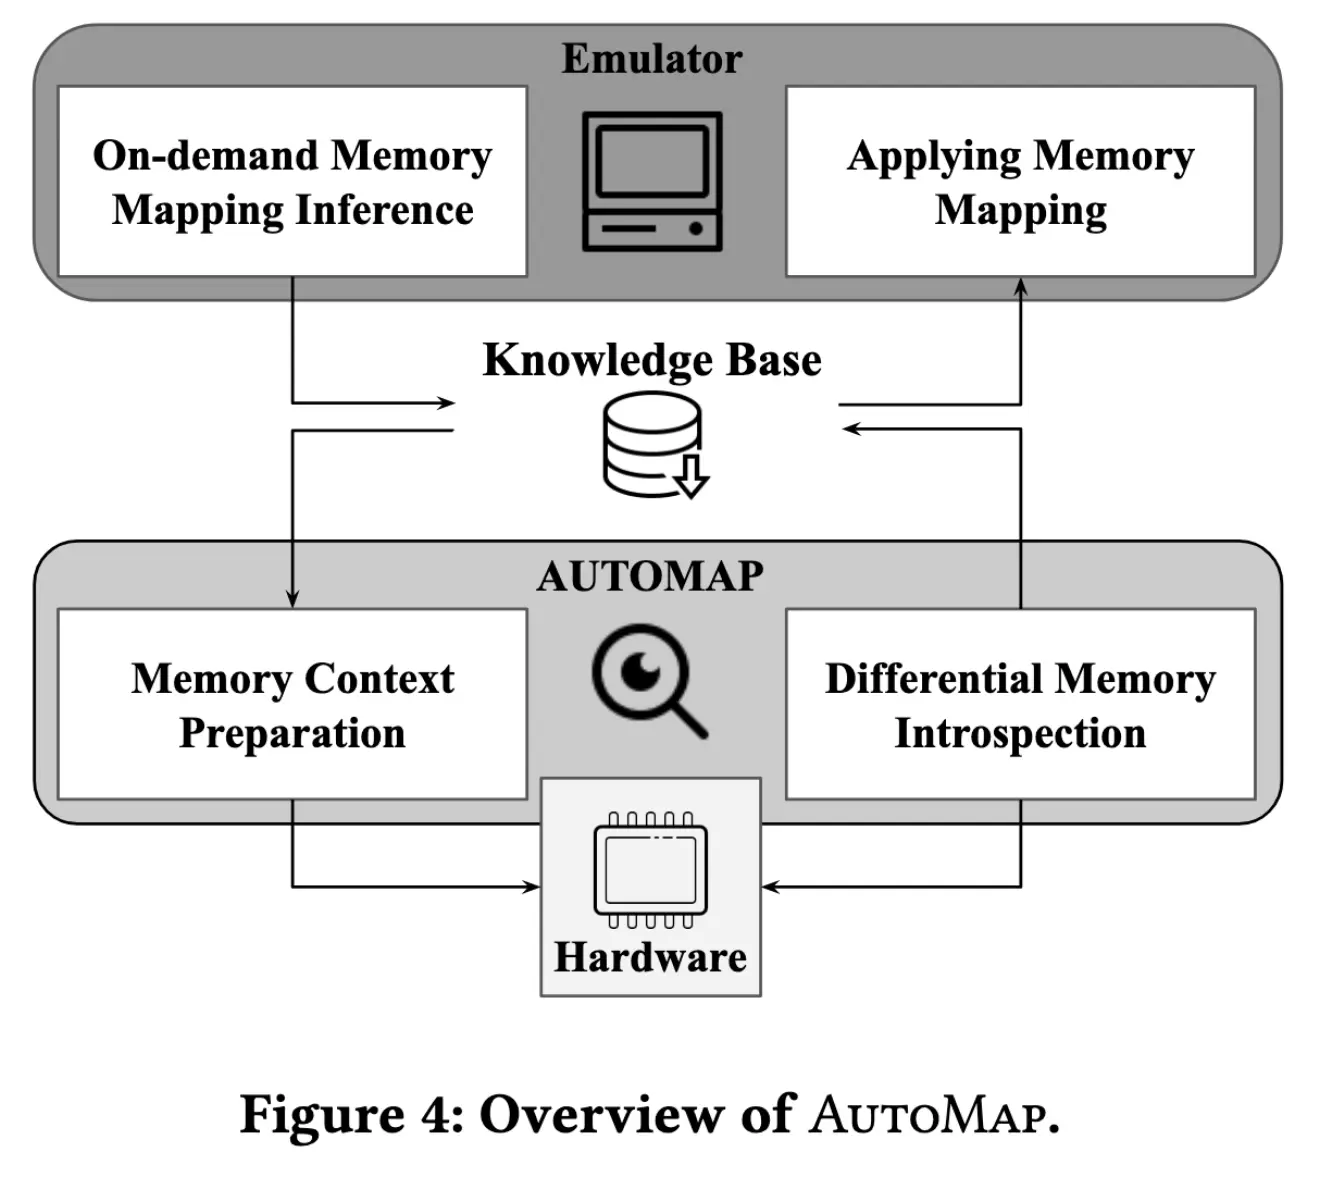 Emulator
On-demand Memory
Mapping Inference
Applying Memory
Mapping
Knowledge Base
AUTOMAP
Memory Context
Preparation
Differential Memory
Introspection
Hardware
Figure 4: Overview of AUTOMAP.